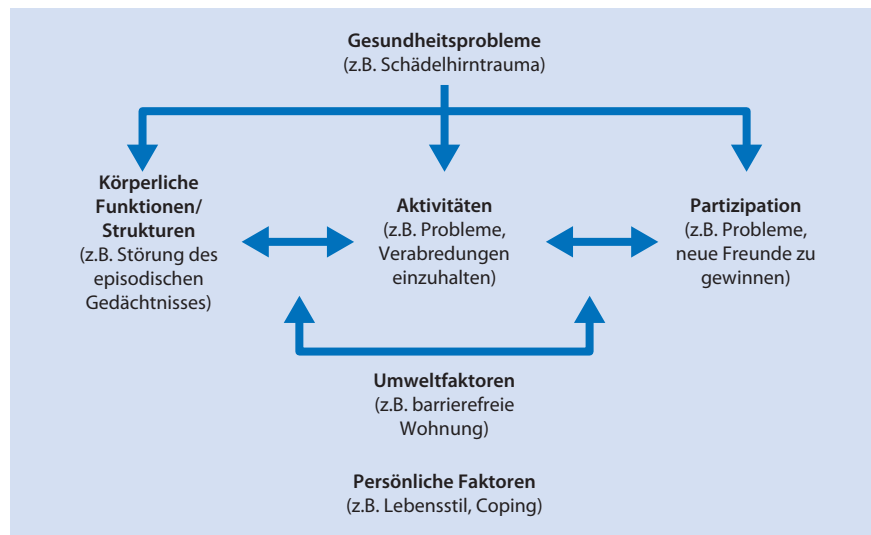 Gesundheitsprobleme
(z.B. Schädelhirntrauma)
Körperliche
Funktionen/
Strukturen
(z.B. Störung des
episodischen
Gedächtnisses)
Aktivitäten
(z.B. Probleme,
Verabredungen
einzuhalten)
Partizipation
(z.B. Probleme,
neue Freunde zu
gewinnen)
Umweltfaktoren
(z.B. barrierefreie
Wohnung)
Persönliche Faktoren
(z.B. Lebensstil, Coping)